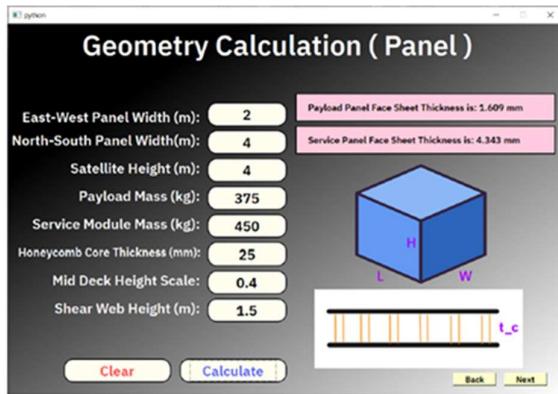 python
Geometry Calculation ( Panel )
East-West Panel Width (m): 2
North-South Panel Width(m): 4
Satellite Height (m): 4
Payload Mass (kg): 375
Service Module Mass (kg): 450
Honeycomb Core Thickness (mm): 25
Mid Deck Height Scale: 0.4
Shear Web Height (m): 1.5
Clear Calculate
Payload Panel Face Sheet Thickness is: 1.609 mm
Service Panel Face Sheet Thickness is: 4.343 mm
H
L W
t_c
Back Next